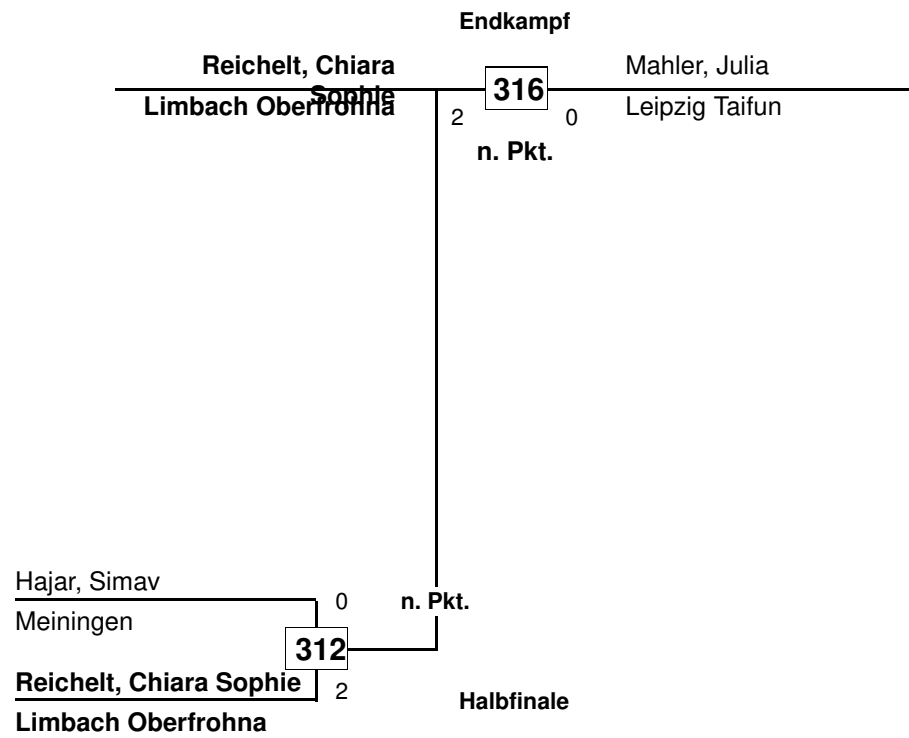 Endkampf
Reichelt, Chiara
Sophie
Limbach Oberfrohna
316
Mahler, Julia
Leipzig Taifun
2
0
n. Pkt.
Hajar, Simav
Meiningen
0
n. Pkt.
312
Reichelt, Chiara Sophie
Limbach Oberfrohna
2
Halbfinale